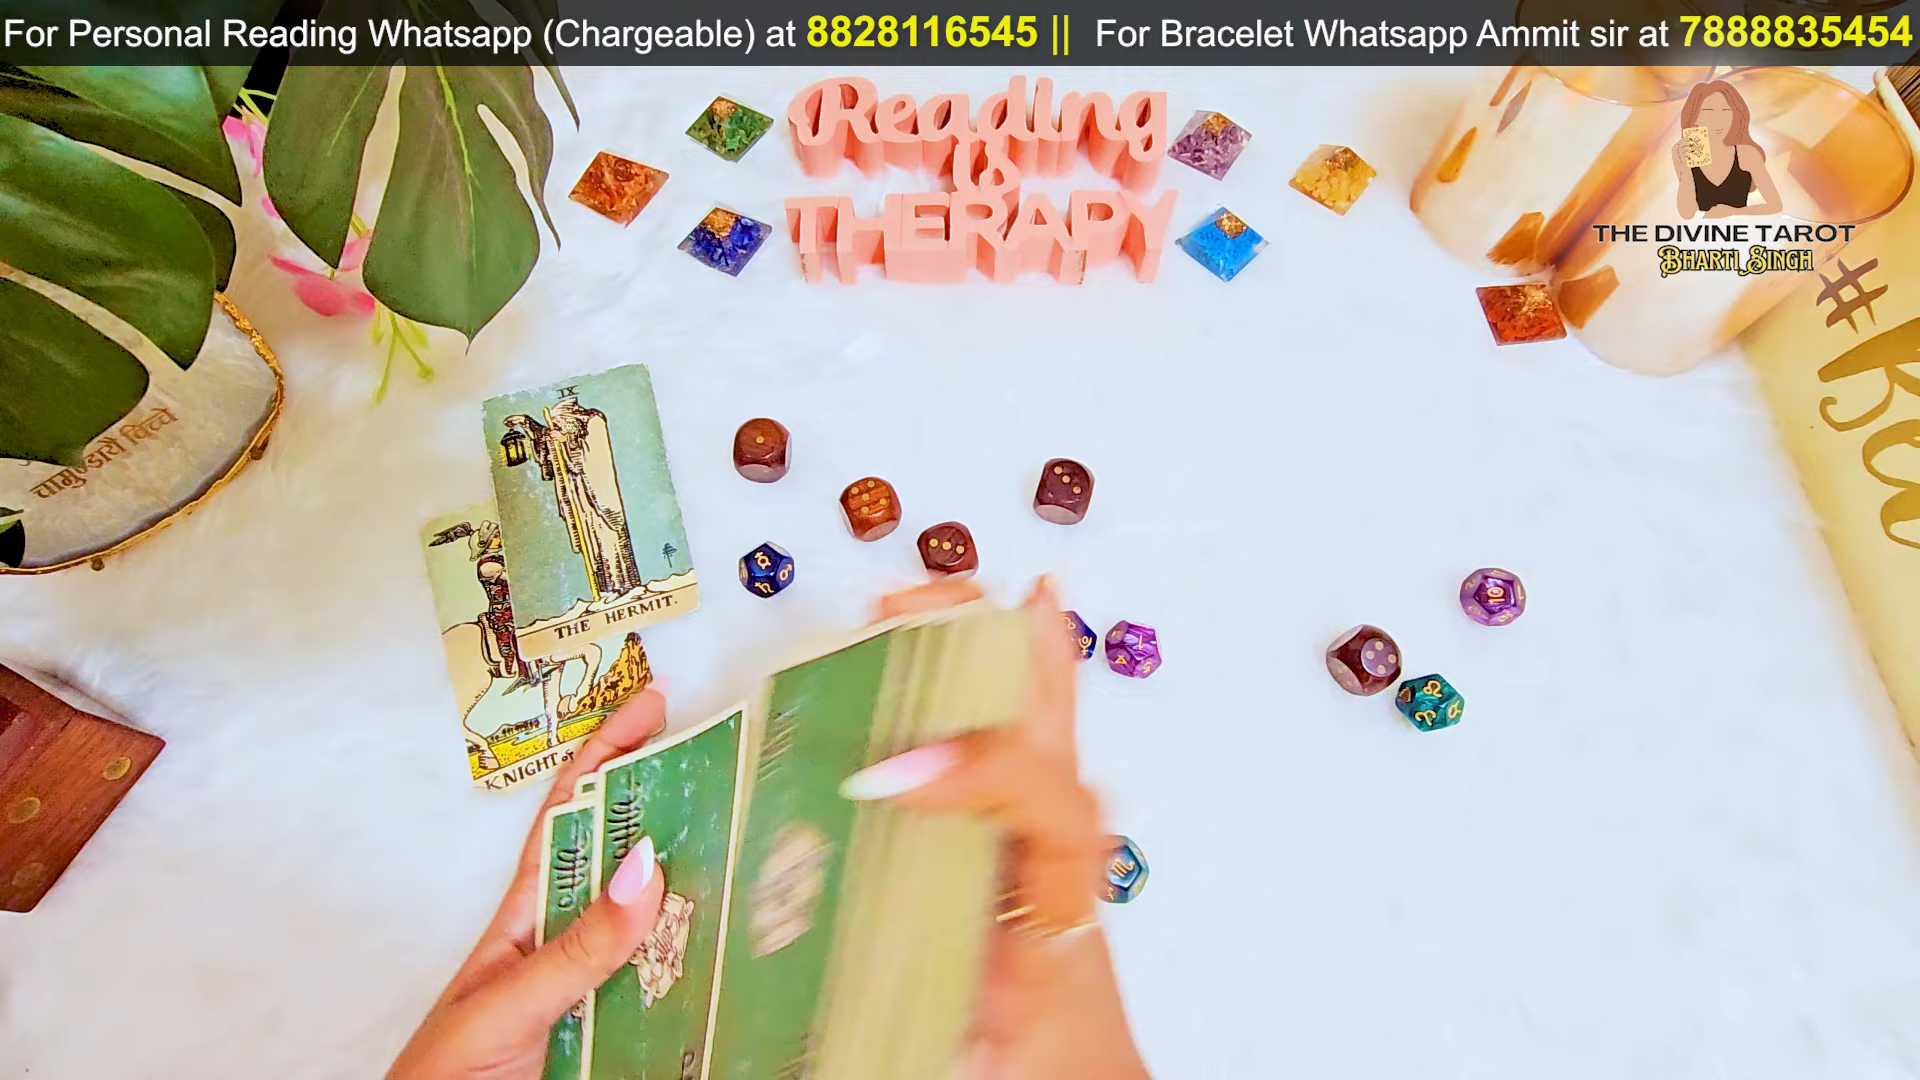 For Personal Reading Whatsapp (Chargeable) at 8828116545 || For Bracelet Whatsapp Ammit sir at 7888835454
Reading
is
THERAPY
THE DIVINE TAROT
BHARTI SINGH
चामुण्डायै विच्चे
IX
THE HERMIT.
KNIGHT of
10